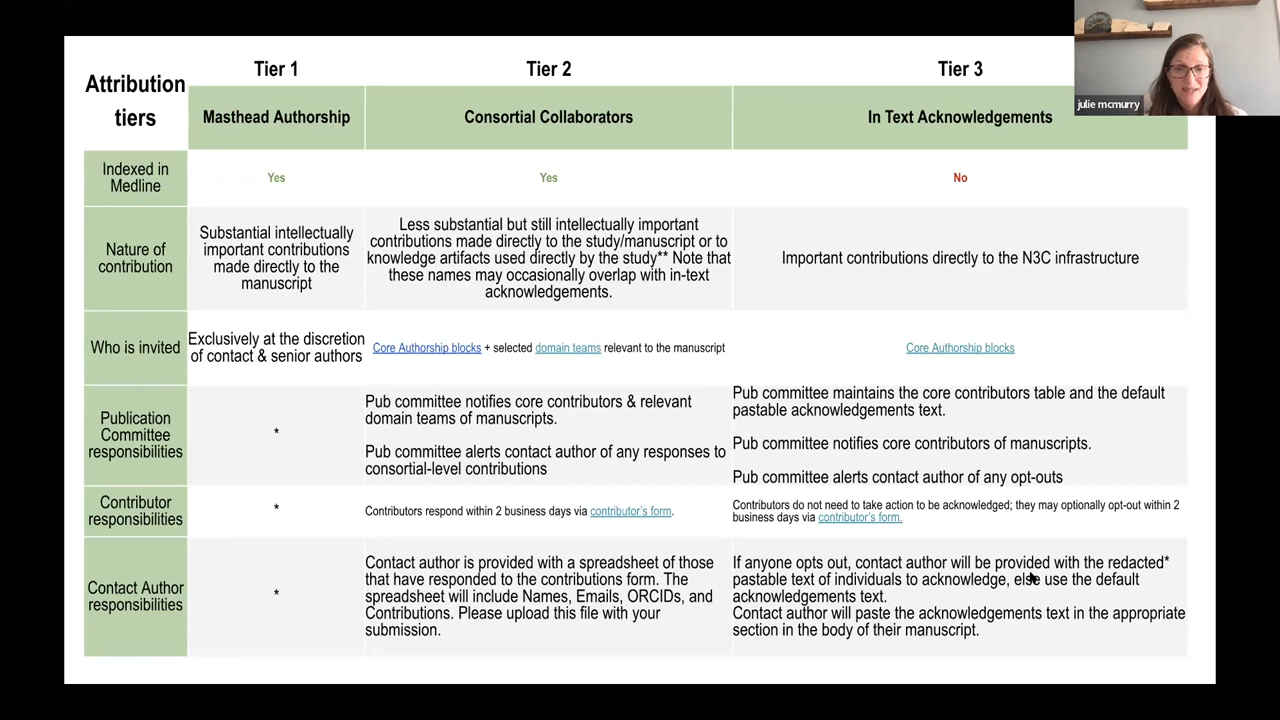 Tier 1
Tier 2
Tier 3
Attribution
tiers
Masthead Authorship
Consortial Collaborators
In Text Acknowledgements
julie mcmurry
Indexed in
Medline
Yes
Yes
No
Nature of
contribution
Substantial intellectually
important contributions
made directly to the
manuscript
Less substantial but still intellectually important
contributions made directly to the study/manuscript or to
knowledge artifacts used directly by the study** Note that
these names may occasionally overlap with in-text
acknowledgements.
Important contributions directly to the N3C infrastructure
Who is invited
Exclusively at the discretion
of contact & senior authors
Core Authorship blocks + selected domain teams relevant to the manuscript
Core Authorship blocks
Publication
Committee
responsibilities
*
Pub committee notifies core contributors & relevant
domain teams of manuscripts.
Pub committee alerts contact author of any responses to
consortial-level contributions
Pub committee maintains the core contributors table and the default
pastable acknowledgements text.
Pub committee notifies core contributors of manuscripts.
Pub committee alerts contact author of any opt-outs
Contributor
responsibilities
*
Contributors respond within 2 business days via contributor's form.
Contributors do not need to take action to be acknowledged; they may optionally opt-out within 2
business days via contributor's form.
Contact Author
responsibilities
*
Contact author is provided with a spreadsheet of those
that have responded to the contributions form. The
spreadsheet will include Names, Emails, ORCIDs, and
Contributions. Please upload this file with your
submission.
If anyone opts out, contact author will be provided with the redacted*
pastable text of individuals to acknowledge, else use the default
acknowledgements text.
Contact author will paste the acknowledgements text in the appropriate
section in the body of their manuscript.